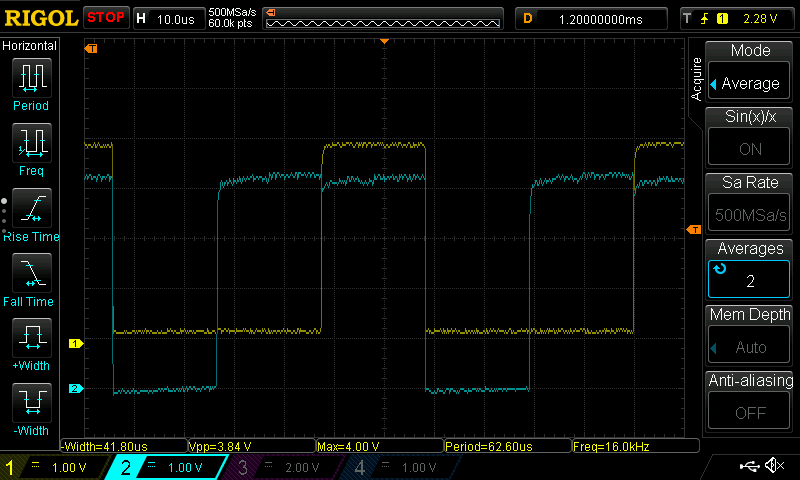 RIGOL STOP H 10.0us 500MSa/s 60.0k pts D 1.20000000ms T 1 2.28 V
Horizontal
Period
Freq
Rise Time
Fall Time
+Width
-Width
T
T
1
2
Acquire
Mode
Average
Sin(x)/x
ON
Sa Rate
500MSa/s
Averages
2
Mem Depth
Auto
Anti-aliasing
OFF
-Width=41.80us Vpp=3.84 V Max=4.00 V Period=62.60us Freq=16.0kHz
1 1.00 V 2 1.00 V 3 2.00 V 4 1.00 V